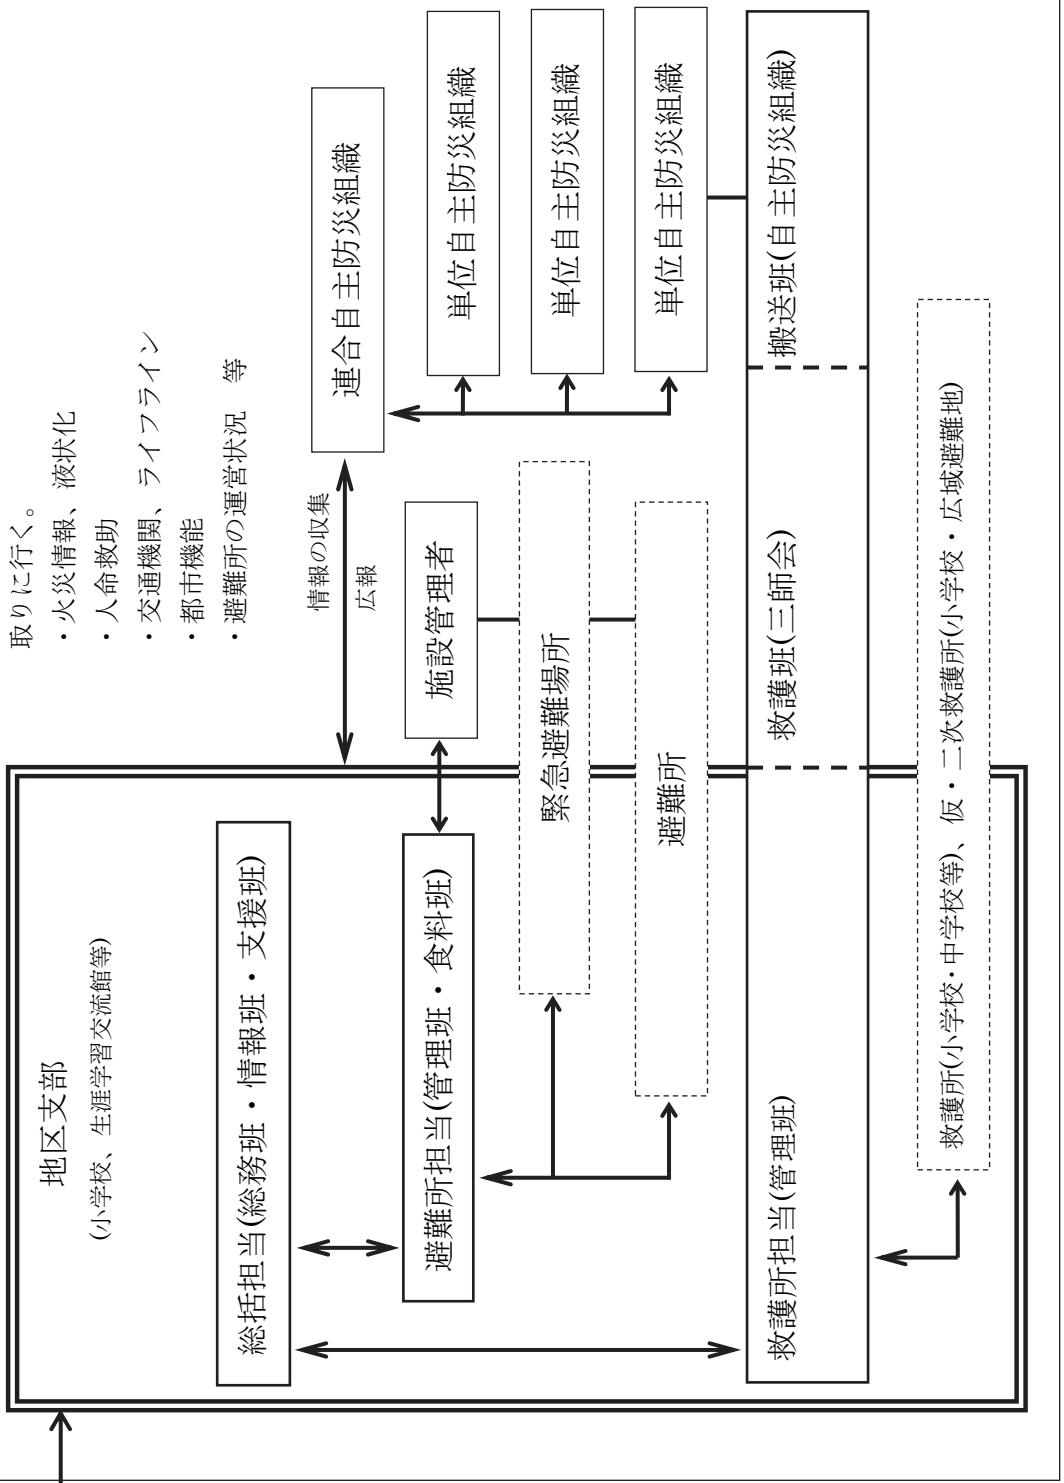 地区支部
(小学校、生涯学習交流館等)
総括担当(総務班・情報班・支援班)
避難所担当(管理班・食料班)
救護所担当(管理班)
救護班(三師会)
搬送班(自主防災組織)
緊急避難場所
避難所
救護所(小学校・中学校等)、仮・二次救護所(小学校・広域避難地)
施設管理者
情報の収集
広報
取りに行く。
・火災情報、液状化
・人命救助
・交通機関、ライフライン
・都市機能
・避難所の運営状況 等
連合自主防災組織
単位自主防災組織
単位自主防災組織
単位自主防災組織